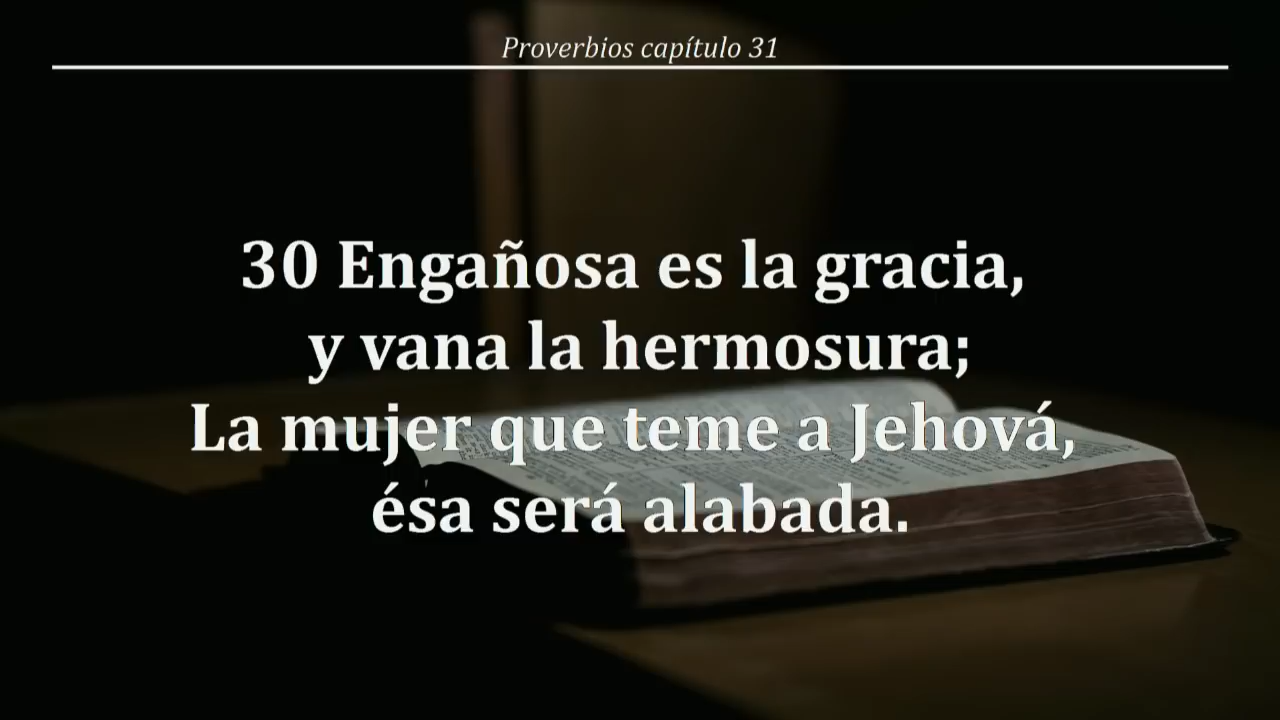 Proverbios capítulo 31
30 Engañosa es la gracia,
y vana la hermosura;
La mujer que teme a Jehová,
ésa será alabada.